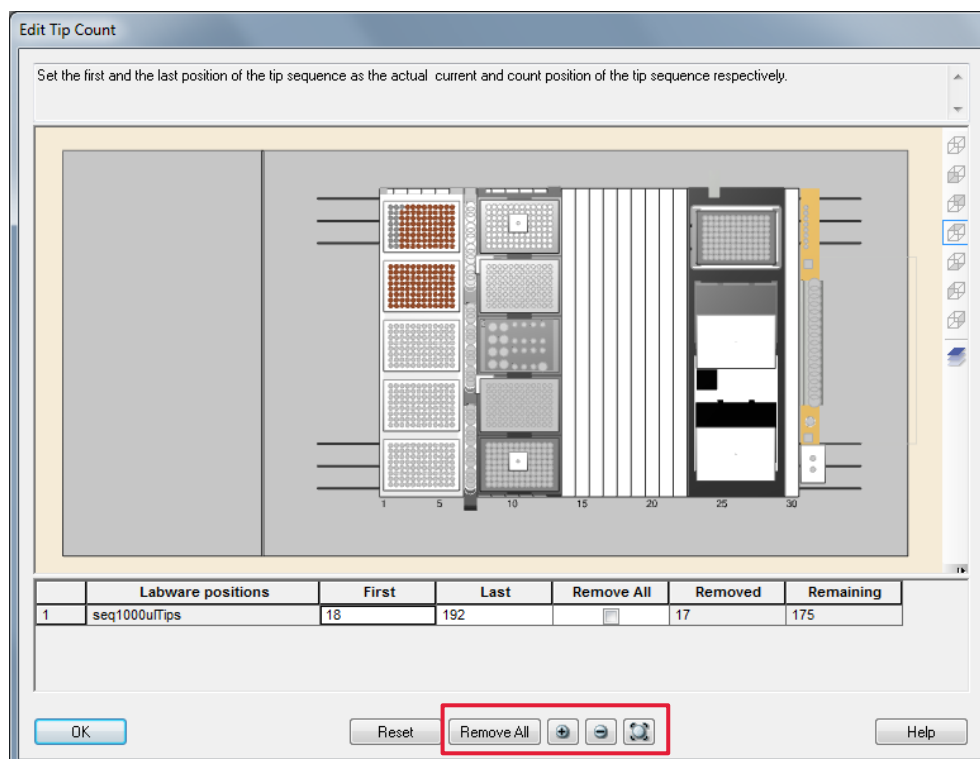 Edit Tip Count
Set the first and the last position of the tip sequence as the actual current and count position of the tip sequence respectively.
1 5 10 15 20 25 30
Labware positions First Last Remove All Removed Remaining
1 seq1000ulTips 18 192 17 175
OK Reset Remove All Help